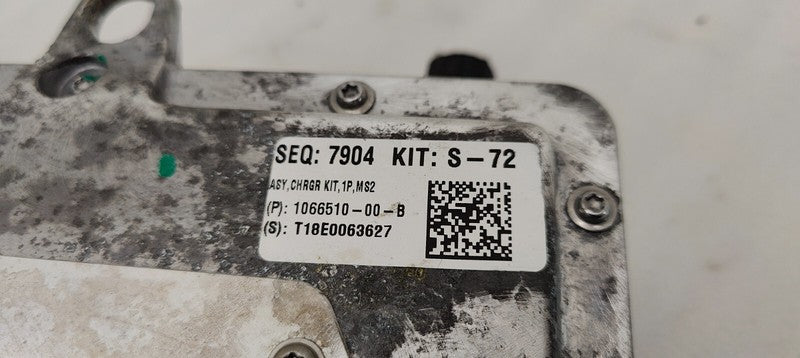 SEQ: 7904 KIT: S-72
ASY,CHRGR KIT,1P,MS2
(P): 1066510-00-B
(S): T18E0063627